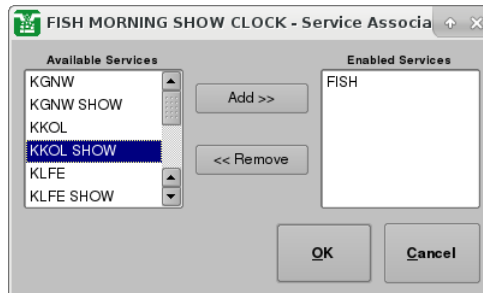 FISH MORNING SHOW CLOCK - Service Associa
Available Services
Enabled Services
KGNW
KGNW SHOW
KKOL
KKOL SHOW
KLFE
KLFE SHOW
Add >>
<< Remove
FISH
OK
Cancel